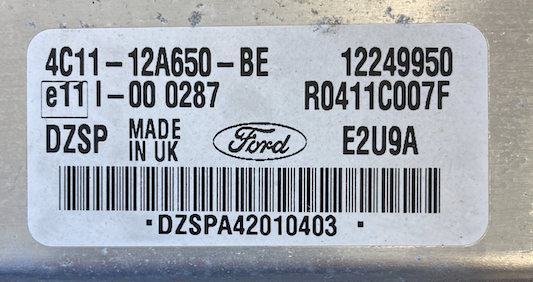 4C11-12A650-BE 12249950
e11 I-00 0287 R0411C007F
DZSP MADE IN UK Ford E2U9A
·DZSPA42010403 ·